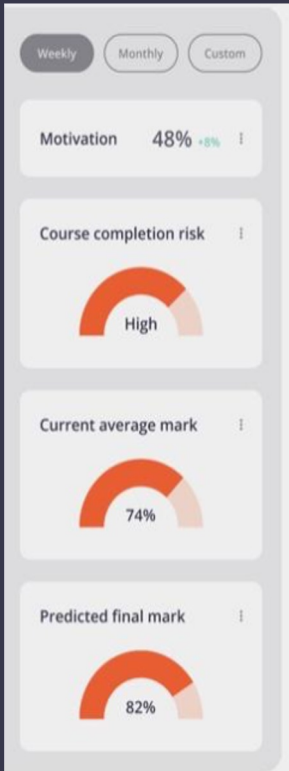 Weekly Monthly Custom
Motivation 48% +8%
Course completion risk
High
Current average mark
74%
Predicted final mark
82%